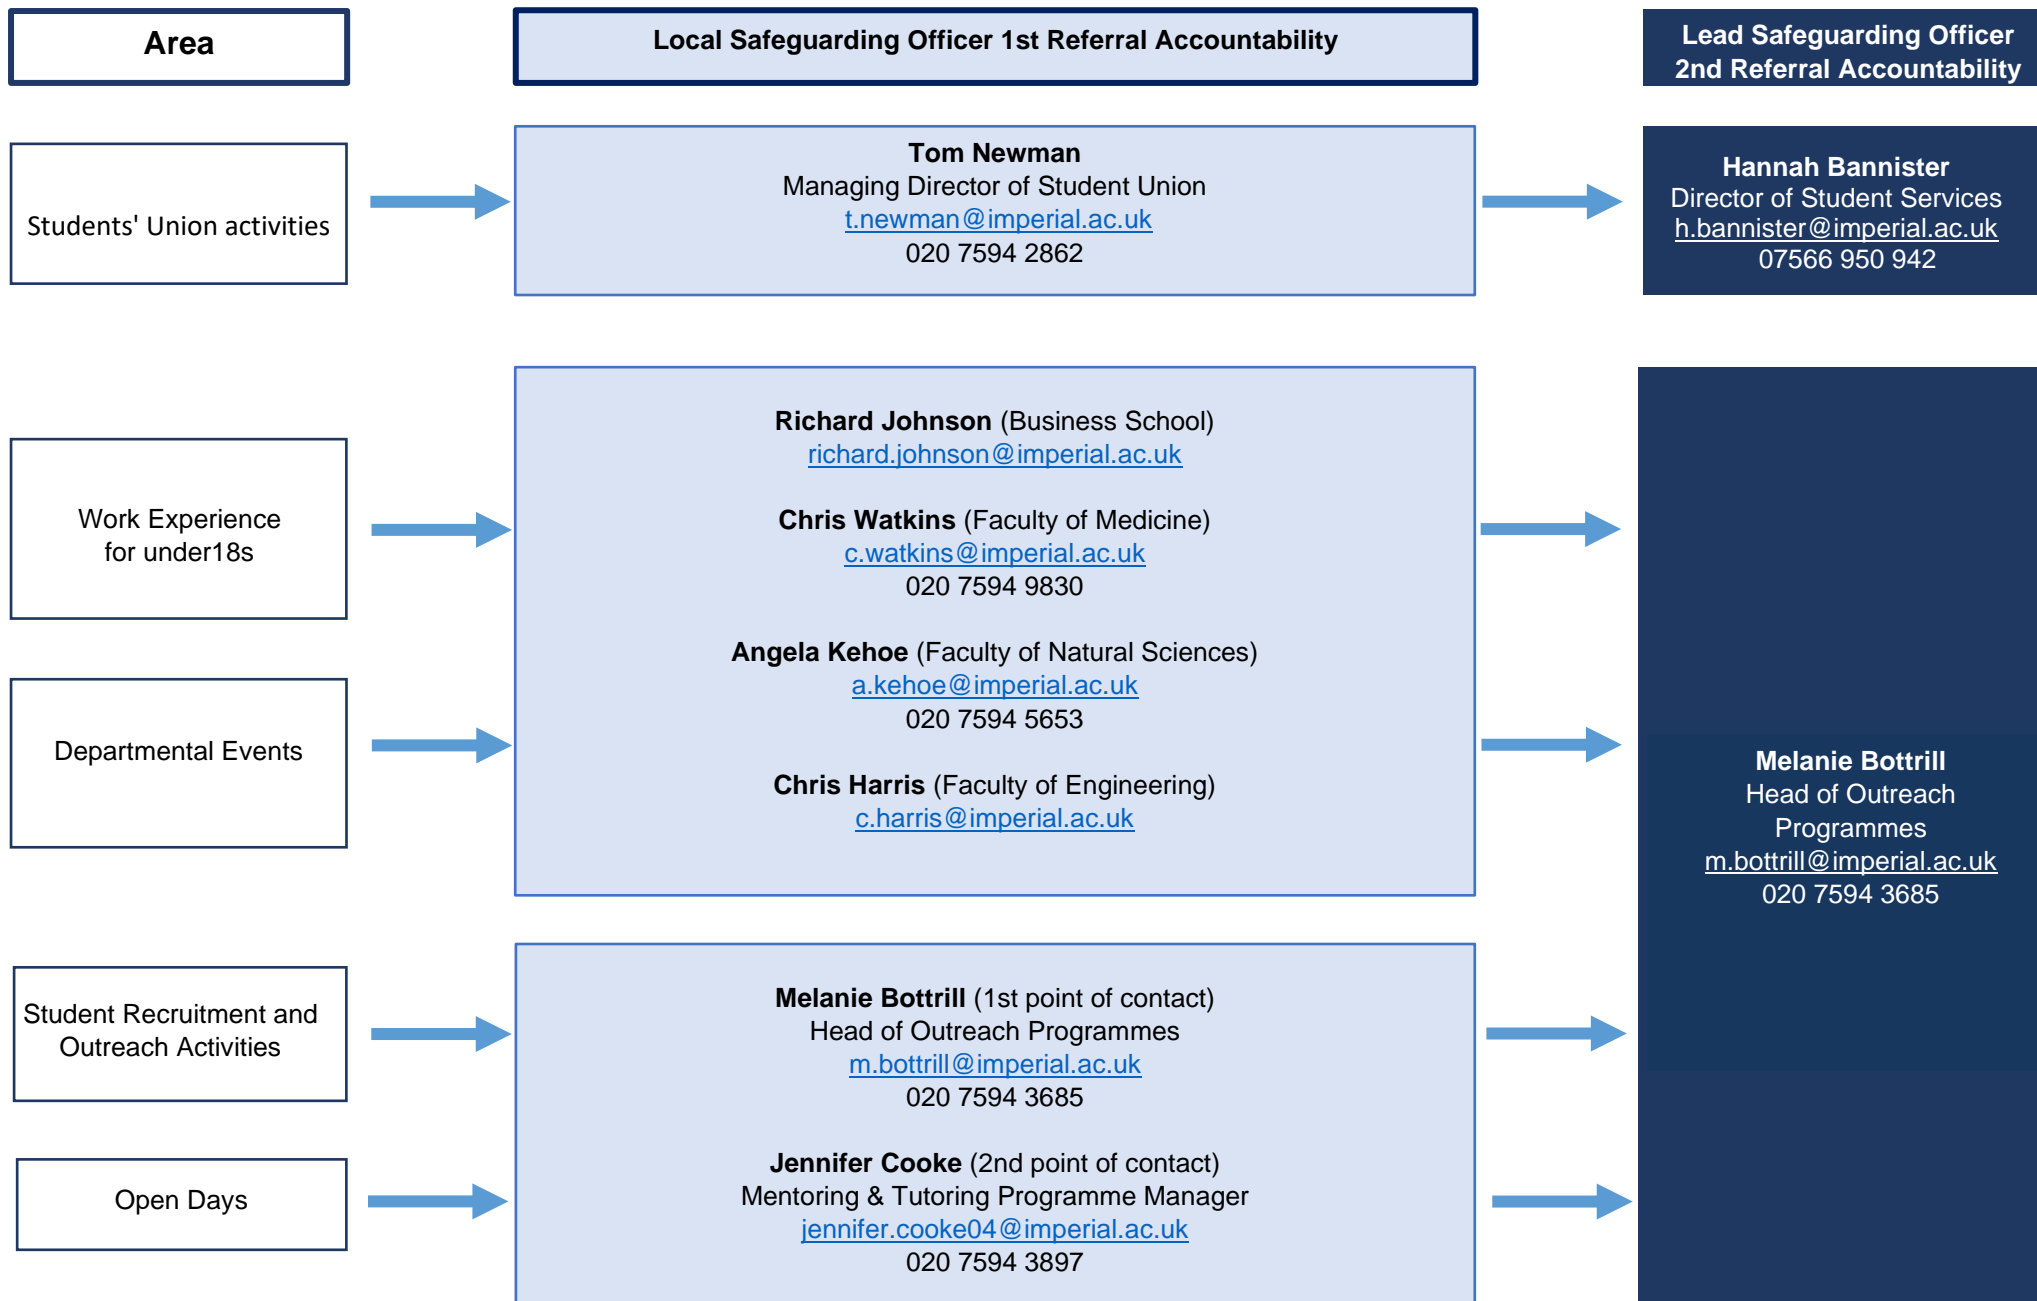 Area
Local Safeguarding Officer 1st Referral Accountability
Lead Safeguarding Officer
2nd Referral Accountability
Students' Union activities
Tom Newman
Managing Director of Student Union
t.newman@imperial.ac.uk
020 7594 2862
Hannah Bannister
Director of Student Services
h.bannister@imperial.ac.uk
07566 950 942
Work Experience
for under18s
Departmental Events
Richard Johnson (Business School)
richard.johnson@imperial.ac.uk
Chris Watkins (Faculty of Medicine)
c.watkins@imperial.ac.uk
020 7594 9830
Angela Kehoe (Faculty of Natural Sciences)
a.kehoe@imperial.ac.uk
020 7594 5653
Chris Harris (Faculty of Engineering)
c.harris@imperial.ac.uk
Melanie Bottrill
Head of Outreach
Programmes
m.bottrill@imperial.ac.uk
020 7594 3685
Student Recruitment and
Outreach Activities
Open Days
Melanie Bottrill (1st point of contact)
Head of Outreach Programmes
m.bottrill@imperial.ac.uk
020 7594 3685
Jennifer Cooke (2nd point of contact)
Mentoring & Tutoring Programme Manager
jennifer.cooke04@imperial.ac.uk
020 7594 3897